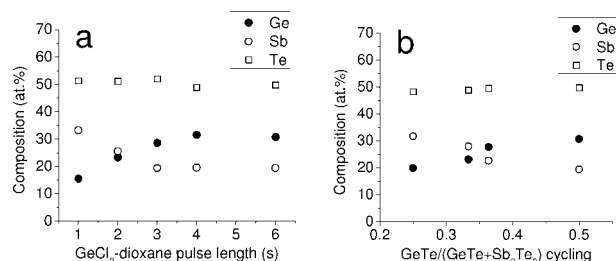 a
Ge
Sb
Te
Composition (at.%)
70
60
50
40
30
20
10
0
1 2 3 4 5 6
GeCl2-dioxane pulse length (s)
b
Ge
Sb
Te
Composition (at.%)
70
60
50
40
30
20
10
0
0.2 0.3 0.4 0.5
GeTe/(GeTe+Sb2Te3) cycling